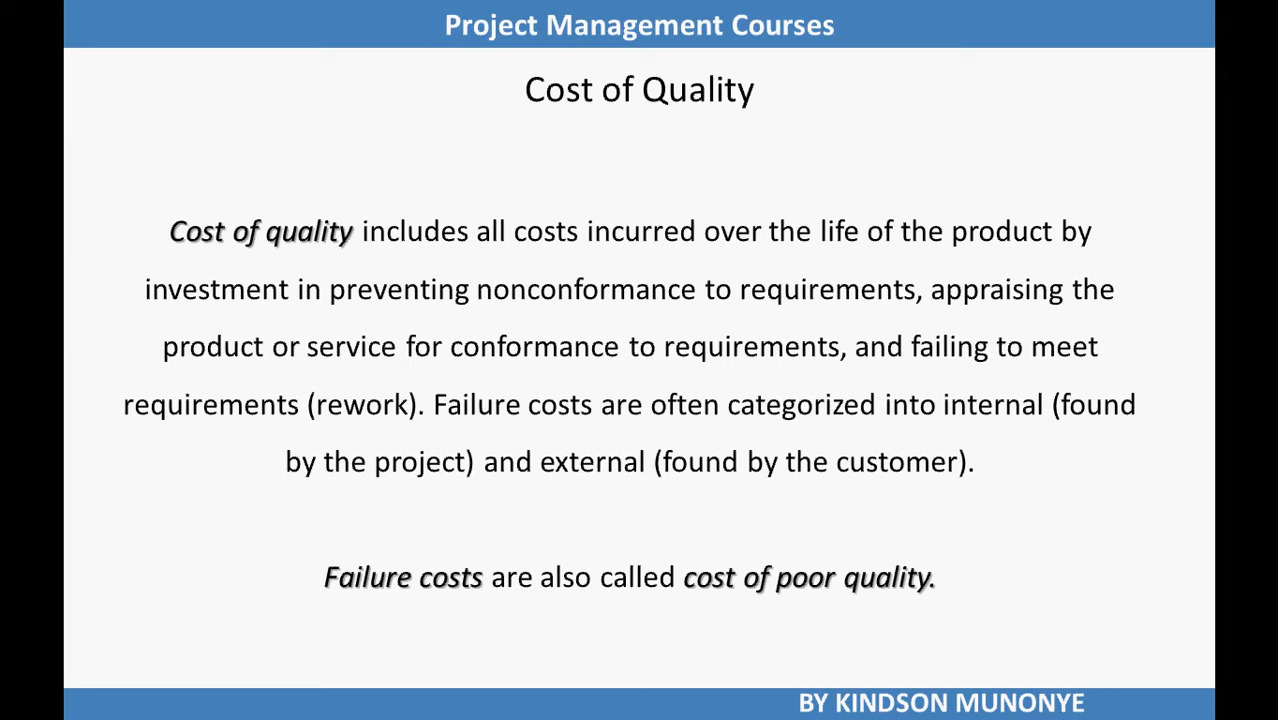 Project Management Courses
Cost of Quality
Cost of quality includes all costs incurred over the life of the product by
investment in preventing nonconformance to requirements, appraising the
product or service for conformance to requirements, and failing to meet
requirements (rework). Failure costs are often categorized into internal (found
by the project) and external (found by the customer).
Failure costs are also called cost of poor quality.
BY KINDSON MUNONYE